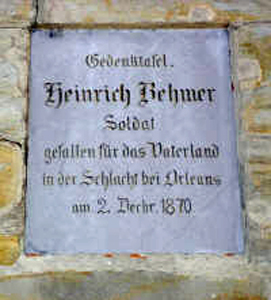 Gedenktafel.
Heinrich Behmer
Soldat
gefallen für das Vaterland
in der Schlacht bei Orleans
am 2. Decbr. 1870